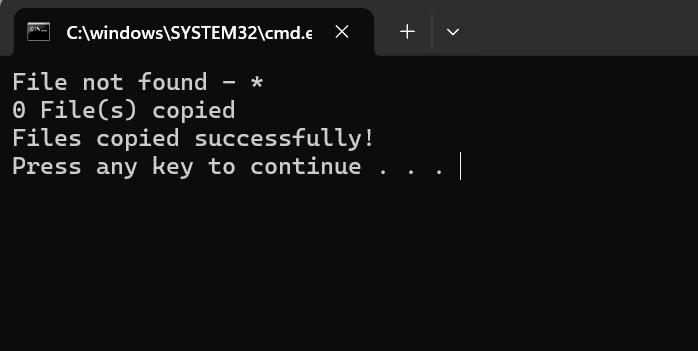 C:\windows\SYSTEM32\cmd.e
File not found - *
0 File(s) copied
Files copied successfully!
Press any key to continue . . .